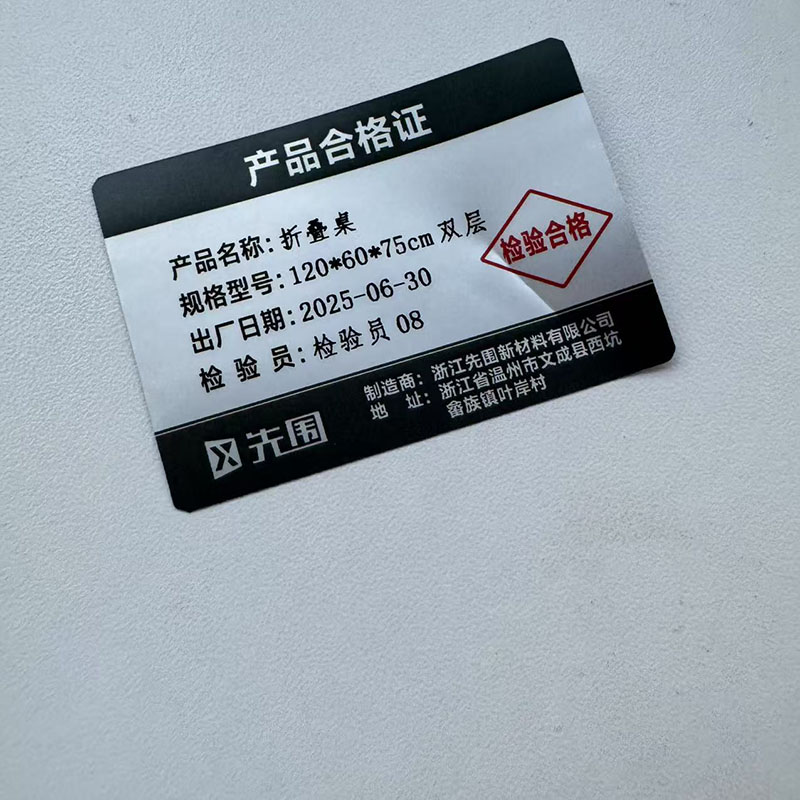 产品合格证
产品名称：折叠桌
规格型号：120*60*75cm 双层
出厂日期：2025-06-30
检 验 员：检验员 08
检验合格
先围
制造商：浙江先围新材料有限公司
地　址：浙江省温州市文成县西坑
畲族镇叶岸村